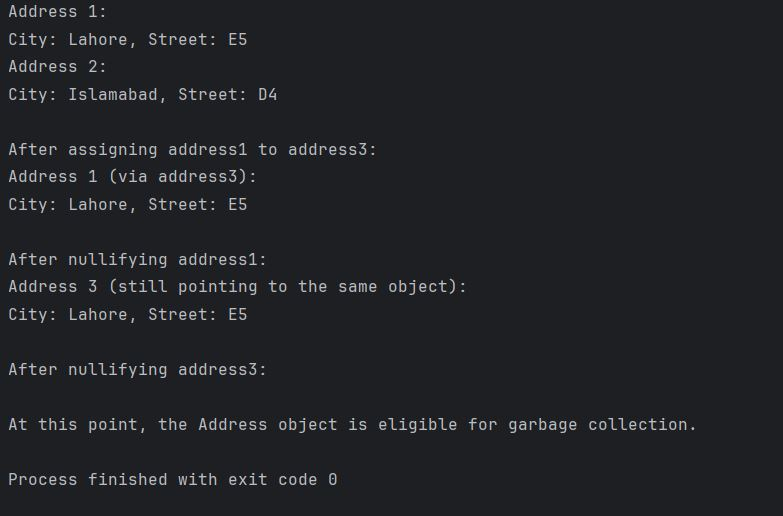 Address 1:
City: Lahore, Street: E5
Address 2:
City: Islamabad, Street: D4
After assigning address1 to address3:
Address 1 (via address3):
City: Lahore, Street: E5
After nullifying address1:
Address 3 (still pointing to the same object):
City: Lahore, Street: E5
After nullifying address3:
At this point, the Address object is eligible for garbage collection.
Process finished with exit code 0